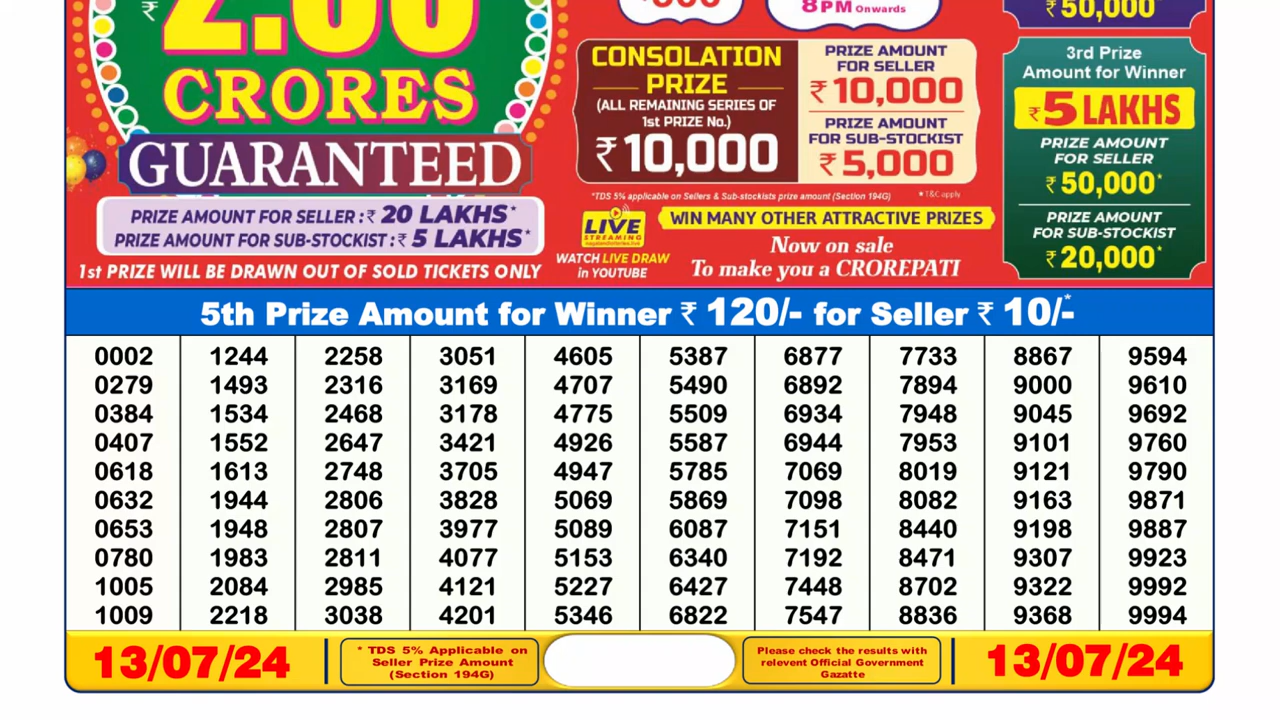 ₹ 2.00
CRORES
GUARANTEED
PRIZE AMOUNT FOR SELLER :₹ 20 LAKHS*
PRIZE AMOUNT FOR SUB-STOCKIST :₹ 5 LAKHS*
1st PRIZE WILL BE DRAWN OUT OF SOLD TICKETS ONLY
8PM Onwards
CONSOLATION
PRIZE
(ALL REMAINING SERIES OF
1st PRIZE No.)
₹10,000
PRIZE AMOUNT
FOR SELLER
₹10,000
PRIZE AMOUNT
FOR SUB-STOCKIST
₹5,000
*TDS 5% applicable on Sellers & Sub-stockists prize amount (Section 194G)
*T&C apply
LIVE
STREAMING
WATCH LIVE DRAW
in YOUTUBE
WIN MANY OTHER ATTRACTIVE PRIZES
Now on sale
To make you a CROREPATI
₹50,000*
3rd Prize
Amount for Winner
₹5 LAKHS
PRIZE AMOUNT
FOR SELLER
₹50,000*
PRIZE AMOUNT
FOR SUB-STOCKIST
₹20,000*
5th Prize Amount for Winner ₹ 120/- for Seller ₹ 10/-*
0002 1244 2258 3051 4605 5387 6877 7733 8867 9594
0279 1493 2316 3169 4707 5490 6892 7894 9000 9610
0384 1534 2468 3178 4775 5509 6934 7948 9045 9692
0407 1552 2647 3421 4926 5587 6944 7953 9101 9760
0618 1613 2748 3705 4947 5785 7069 8019 9121 9790
0632 1944 2806 3828 5069 5869 7098 8082 9163 9871
0653 1948 2807 3977 5089 6087 7151 8440 9198 9887
0780 1983 2811 4077 5153 6340 7192 8471 9307 9923
1005 2084 2985 4121 5227 6427 7448 8702 9322 9992
1009 2218 3038 4201 5346 6822 7547 8836 9368 9994
13/07/24
* TDS 5% Applicable on
Seller Prize Amount
(Section 194G)
Please check the results with
relevent Official Government
Gazatte
13/07/24